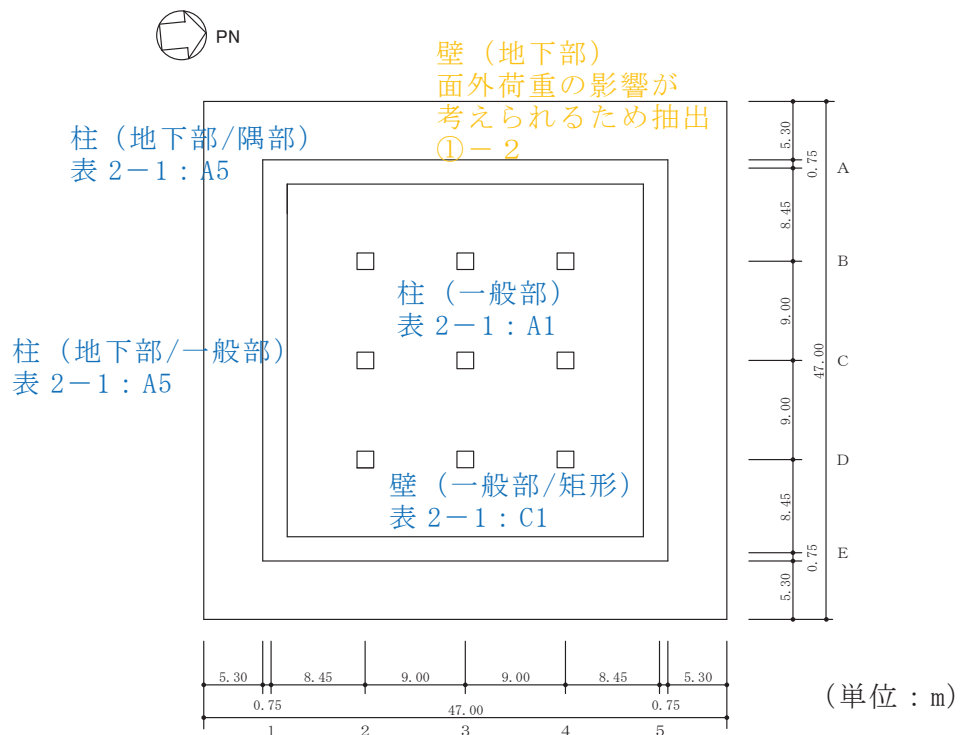 PN
壁（地下部）
面外荷重の影響が
考えられるため抽出
①－2
柱（地下部/隅部）
表 2－1：A5
柱（一般部）
表 2－1：A1
柱（地下部/一般部）
表 2－1：A5
壁（一般部/矩形）
表 2－1：C1
5.30
0.75
A
8.45
B
9.00
47.00
C
9.00
D
8.45
E
0.75
5.30
5.30
8.45
9.00
9.00
8.45
5.30
0.75
47.00
0.75
1
2
3
4
5
（単位：m）